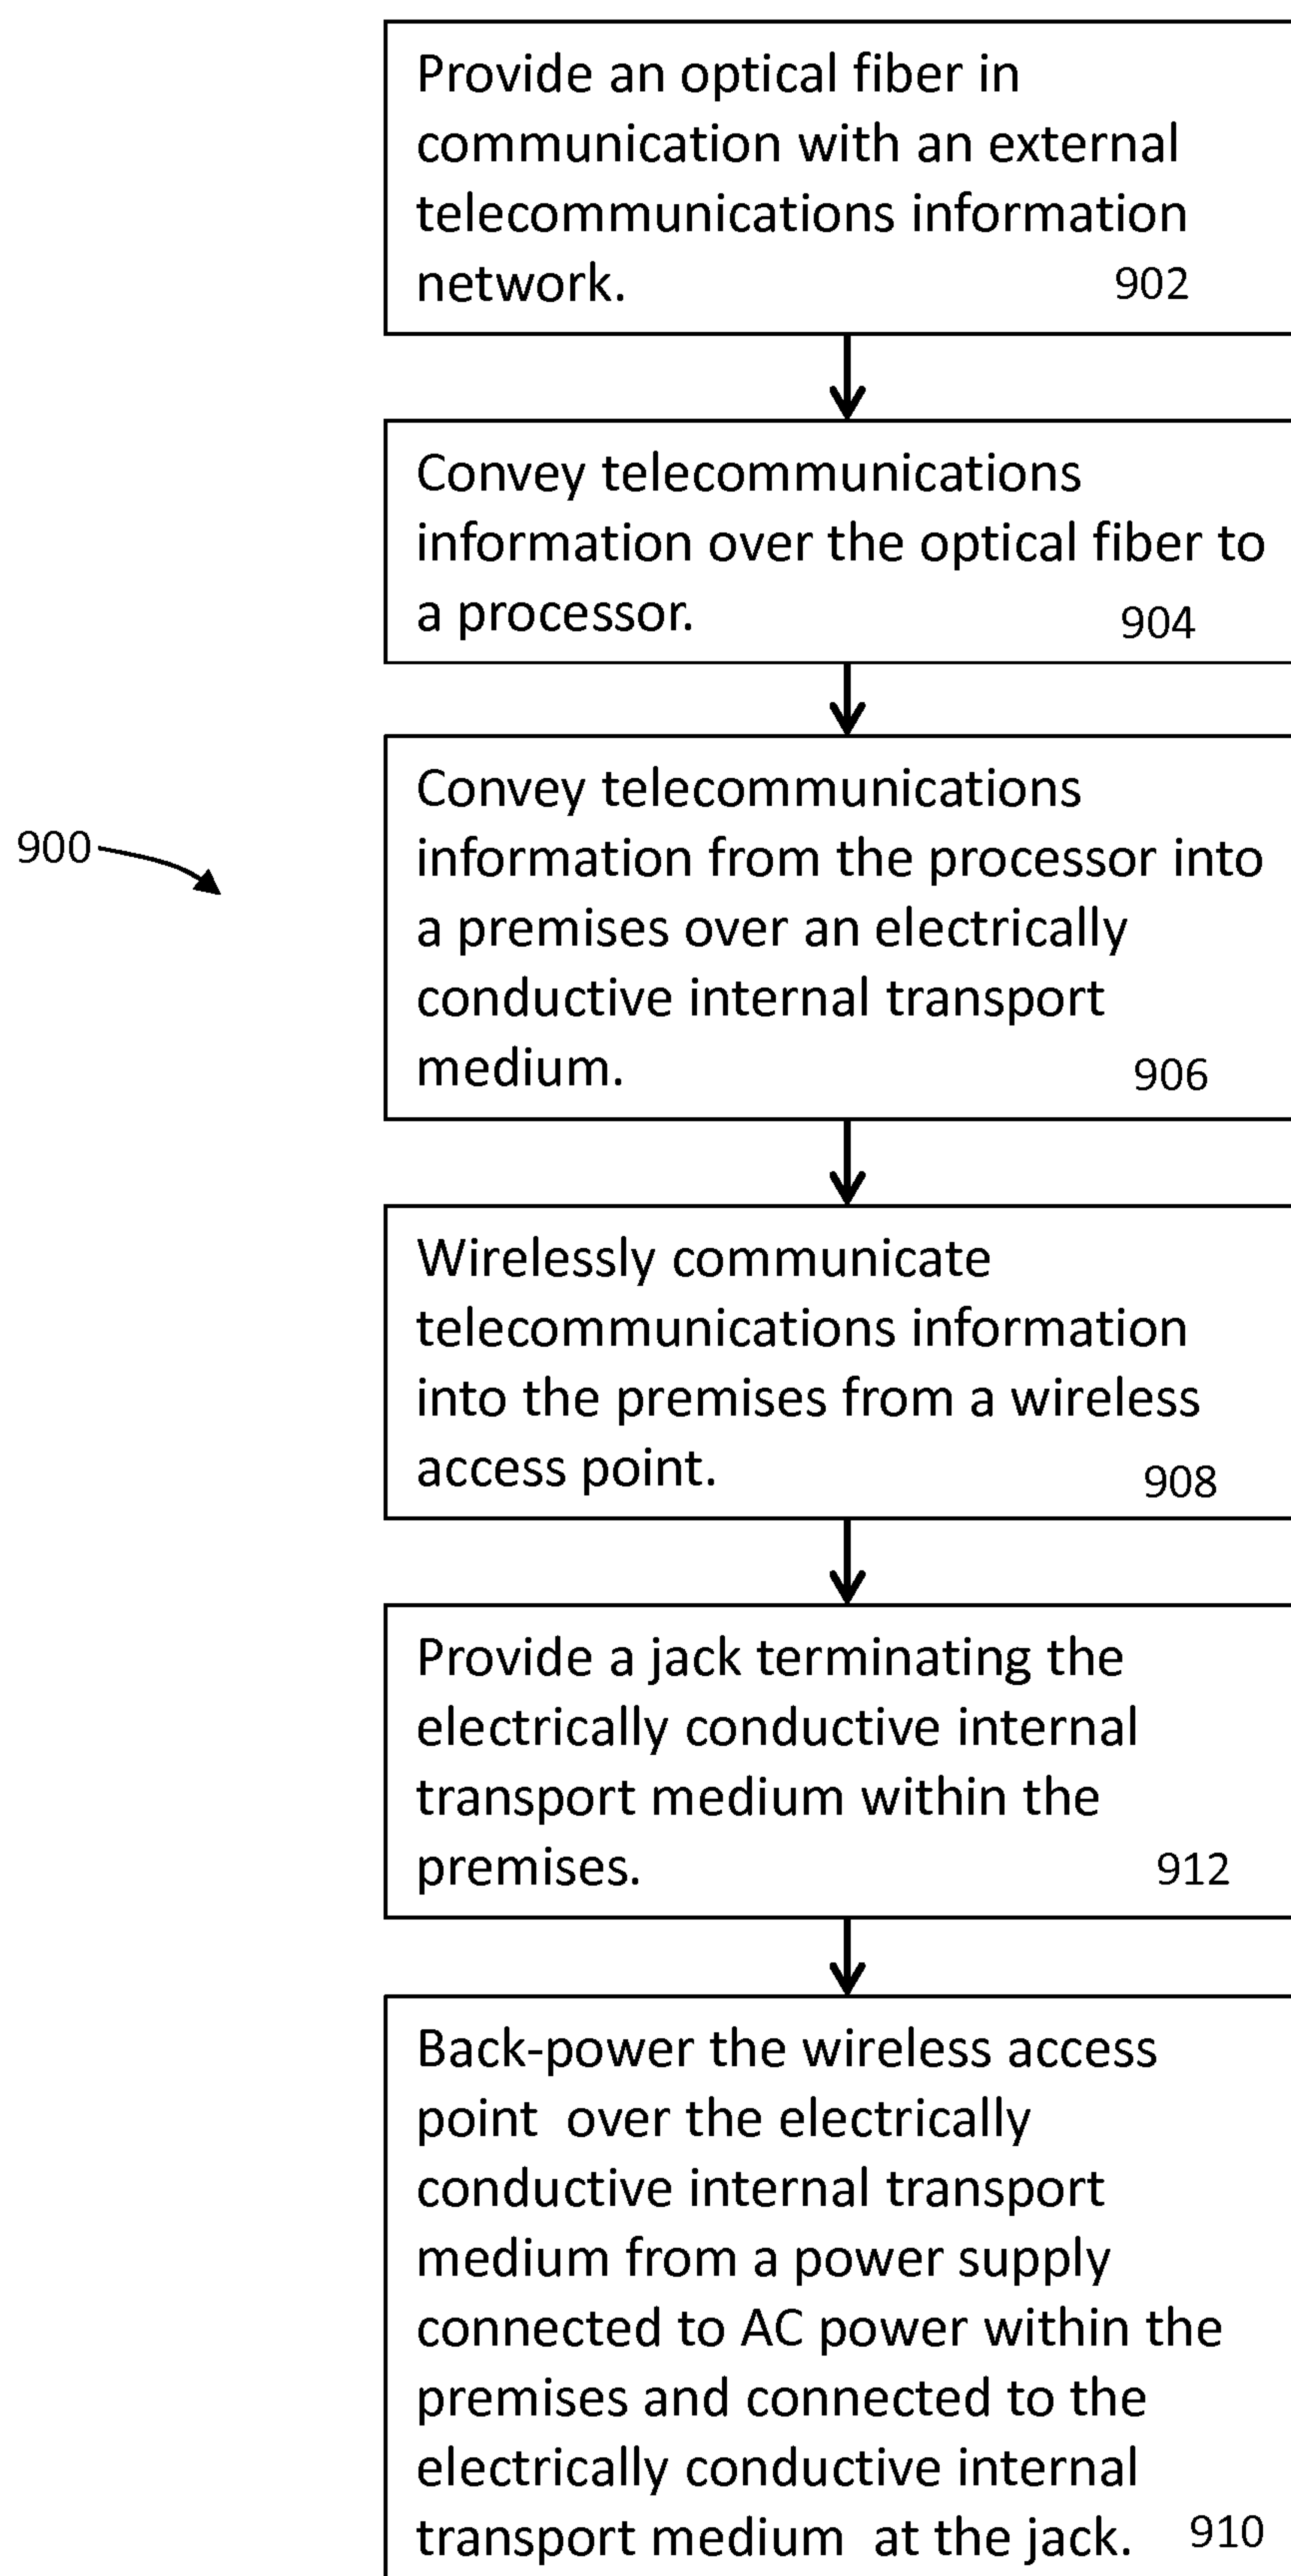 Provide an optical fiber in
communication with an external
telecommunications information
network. 902
Convey telecommunications
information over the optical fiber to
a processor. 904
900
Convey telecommunications
information from the processor into
a premises over an electrically
conductive internal transport
medium. 906
Wirelessly communicate
telecommunications information
into the premises from a wireless
access point. 908
Provide a jack terminating the
electrically conductive internal
transport medium within the
premises. 912
Back-power the wireless access
point over the electrically
conductive internal transport
medium from a power supply
connected to AC power within the
premises and connected to the
electrically conductive internal
transport medium at the jack. 910